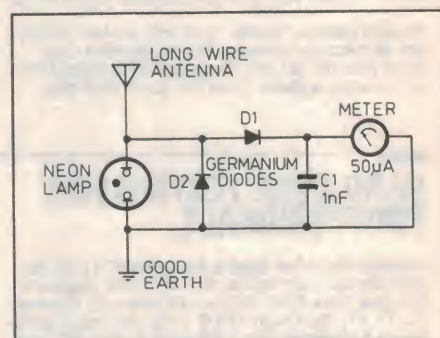 LONG WIRE
ANTENNA
D1
METER
NEON
LAMP
D2
GERMANIUM
DIODES
C1
1nF
50µA
GOOD
EARTH